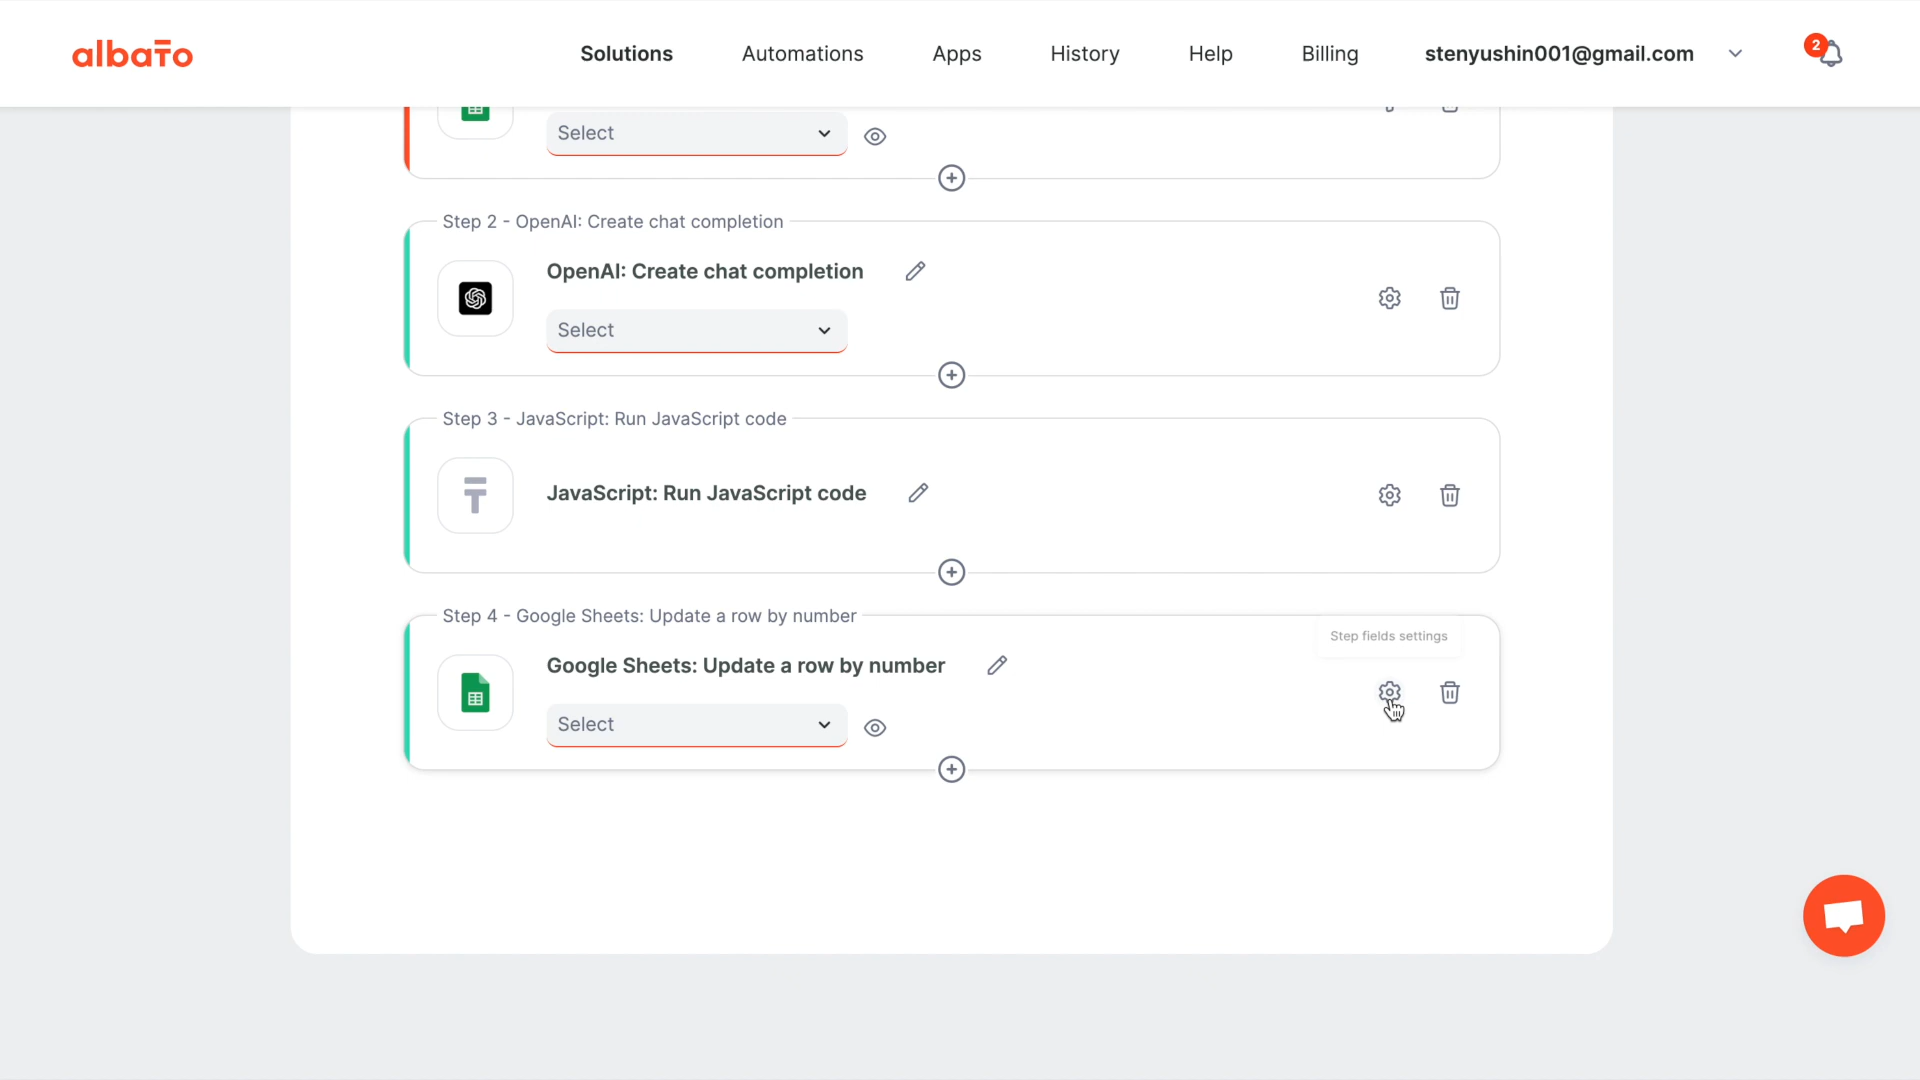 albato
Solutions
Automations
Apps
History
Help
Billing
stenyushin001@gmail.com
2
Select
Step 2 - OpenAI: Create chat completion
OpenAI: Create chat completion
Select
Step 3 - JavaScript: Run JavaScript code
JavaScript: Run JavaScript code
Step 4 - Google Sheets: Update a row by number
Step fields settings
Google Sheets: Update a row by number
Select